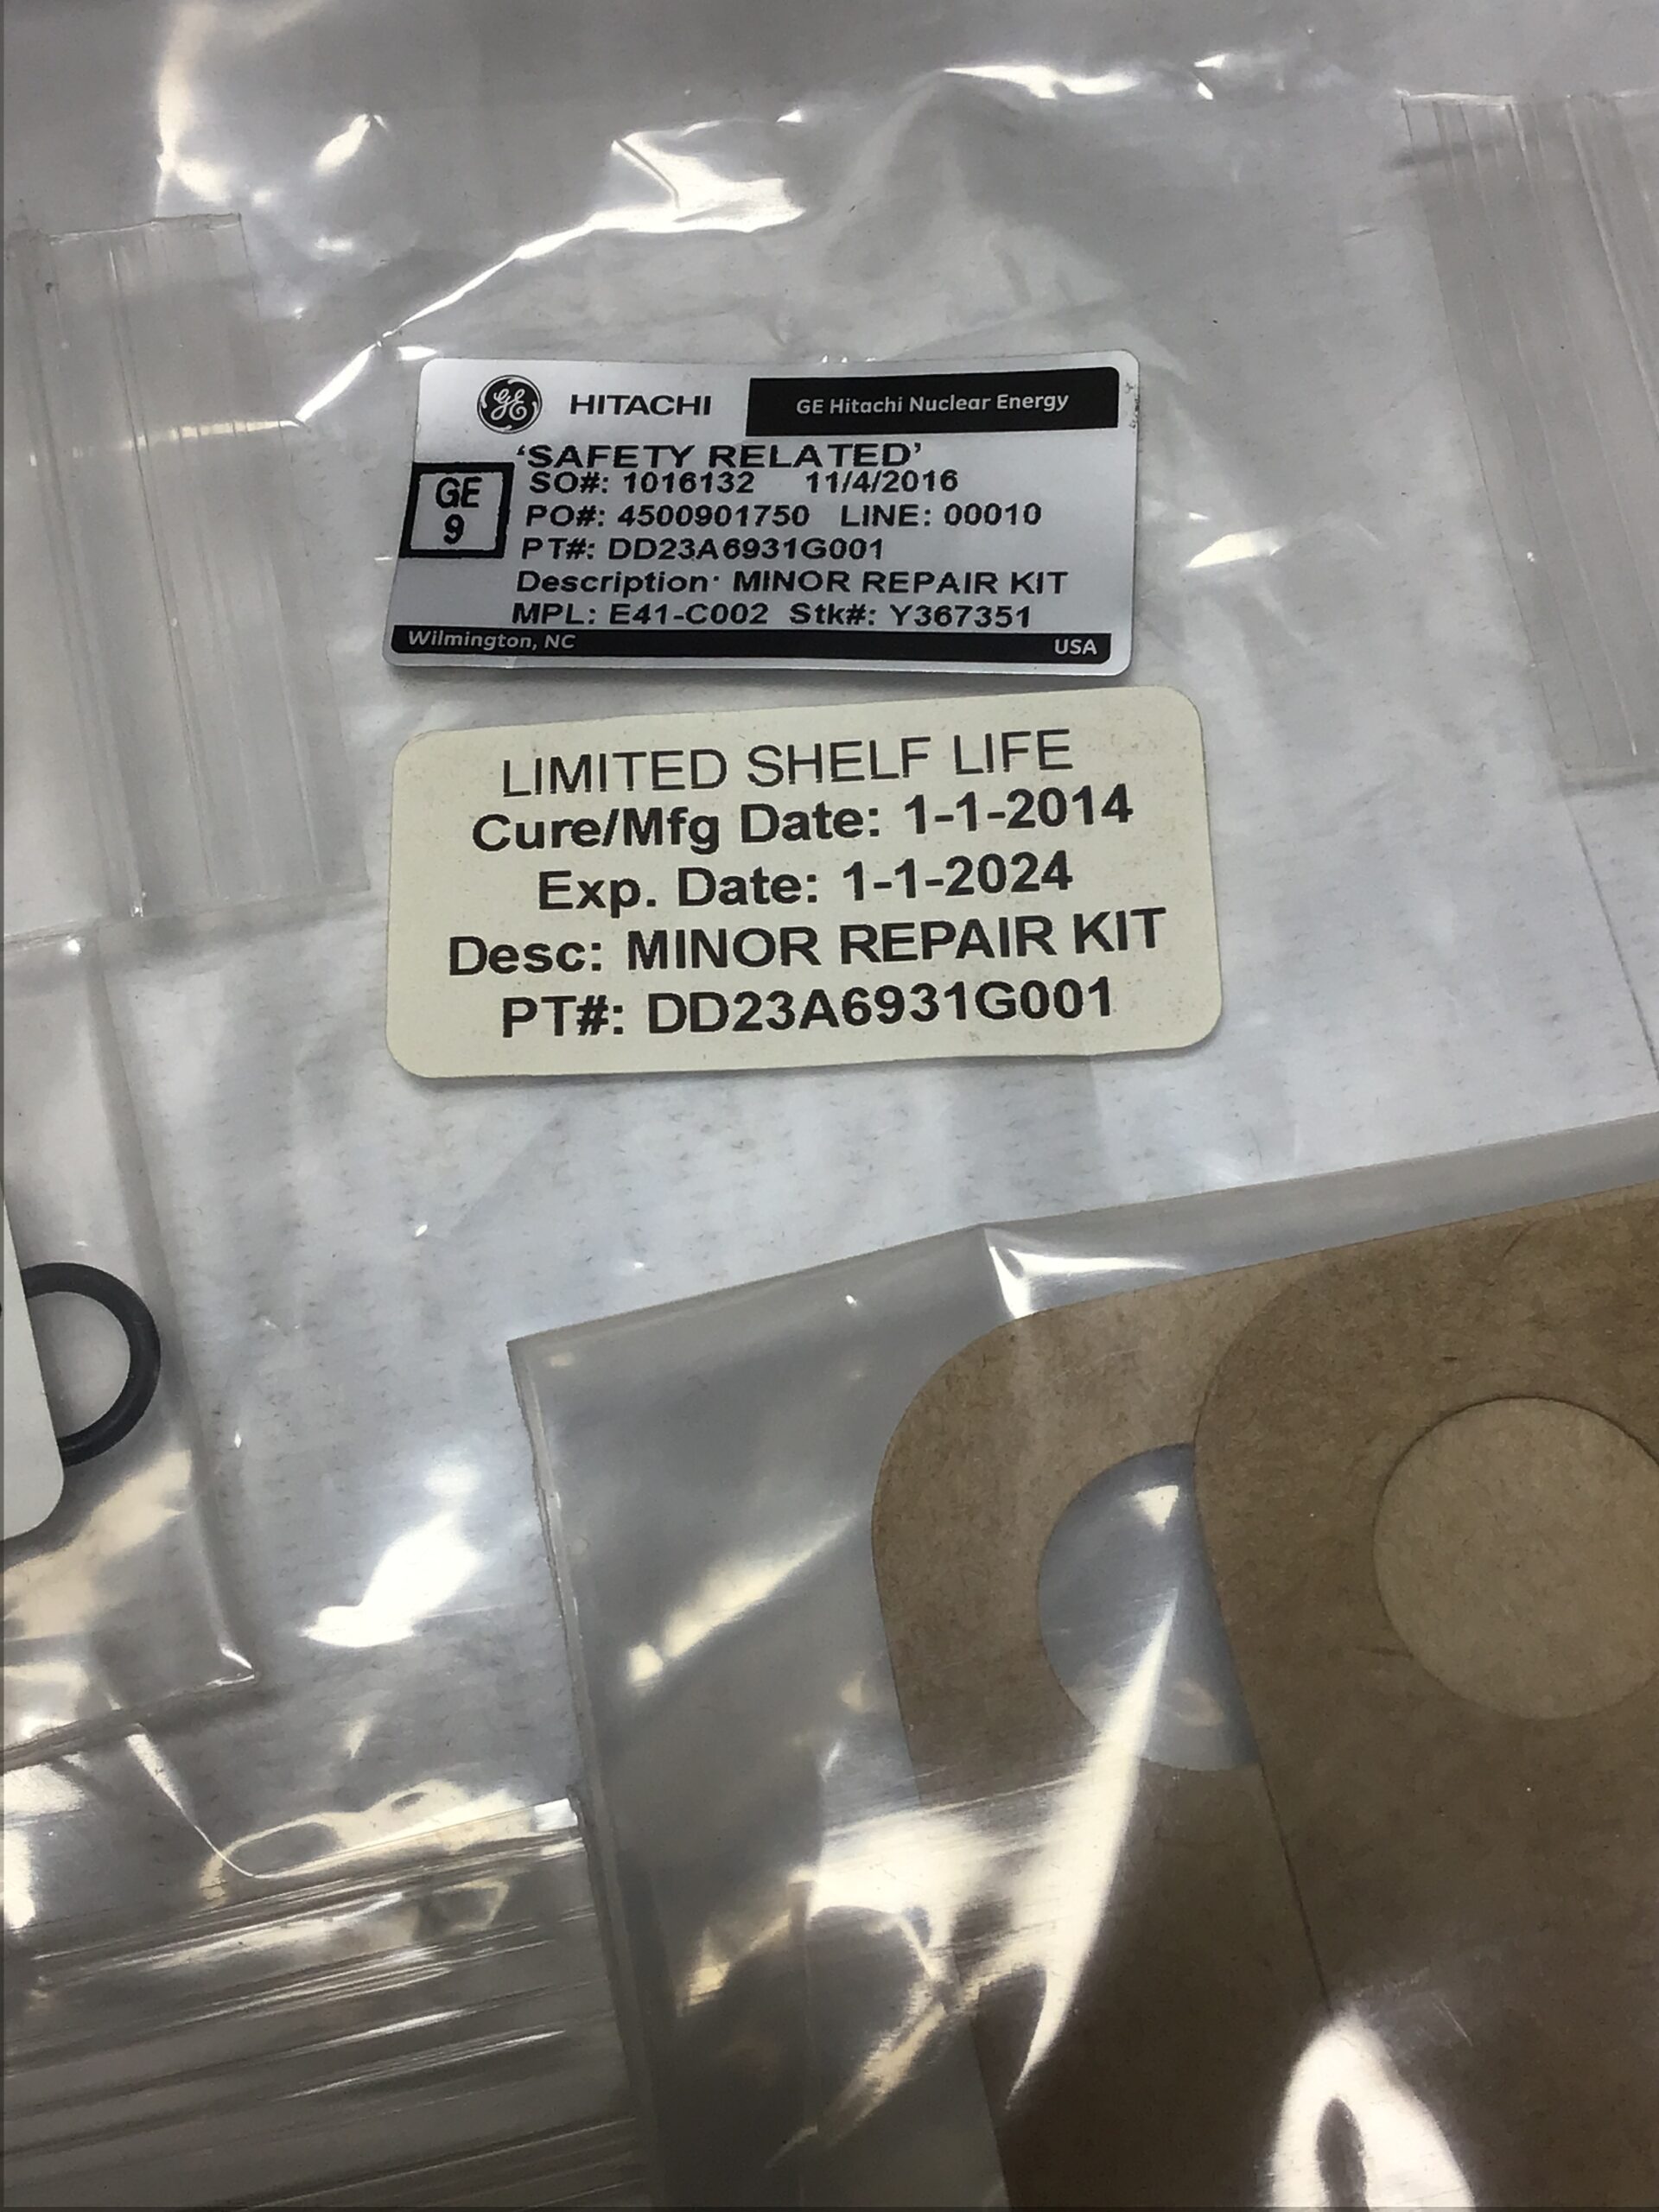 GE HITACHI GE Hitachi Nuclear Energy
'SAFETY RELATED'
GE
9
SO#: 1016132 11/4/2016
PO#: 4500901750 LINE: 00010
PT#: DD23A6931G001
Description: MINOR REPAIR KIT
MPL: E41-C002 Stk#: Y367351
Wilmington, NC USA
LIMITED SHELF LIFE
Cure/Mfg Date: 1-1-2014
Exp. Date: 1-1-2024
Desc: MINOR REPAIR KIT
PT#: DD23A6931G001